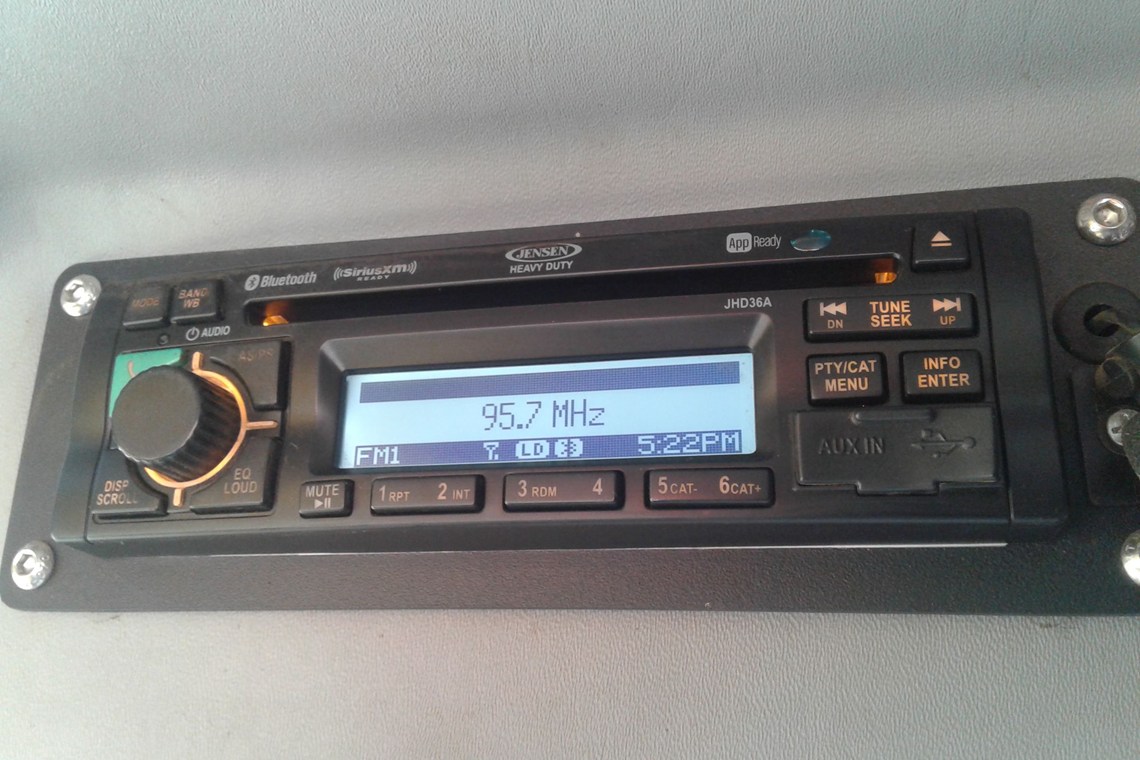 Bluetooth
SiriusXM
READY
JENSEN
HEAVY DUTY
App Ready
JHD36A
MODE
BAND
WB
AUDIO
AS/PS
DISP
SCROLL
EQ
LOUD
95.7 MHz
FM1 LD 5:22PM
DN TUNE SEEK UP
PTY/CAT
MENU
INFO
ENTER
AUX IN
MUTE
1 RPT 2 INT
3 RDM 4
5 CAT- 6 CAT+